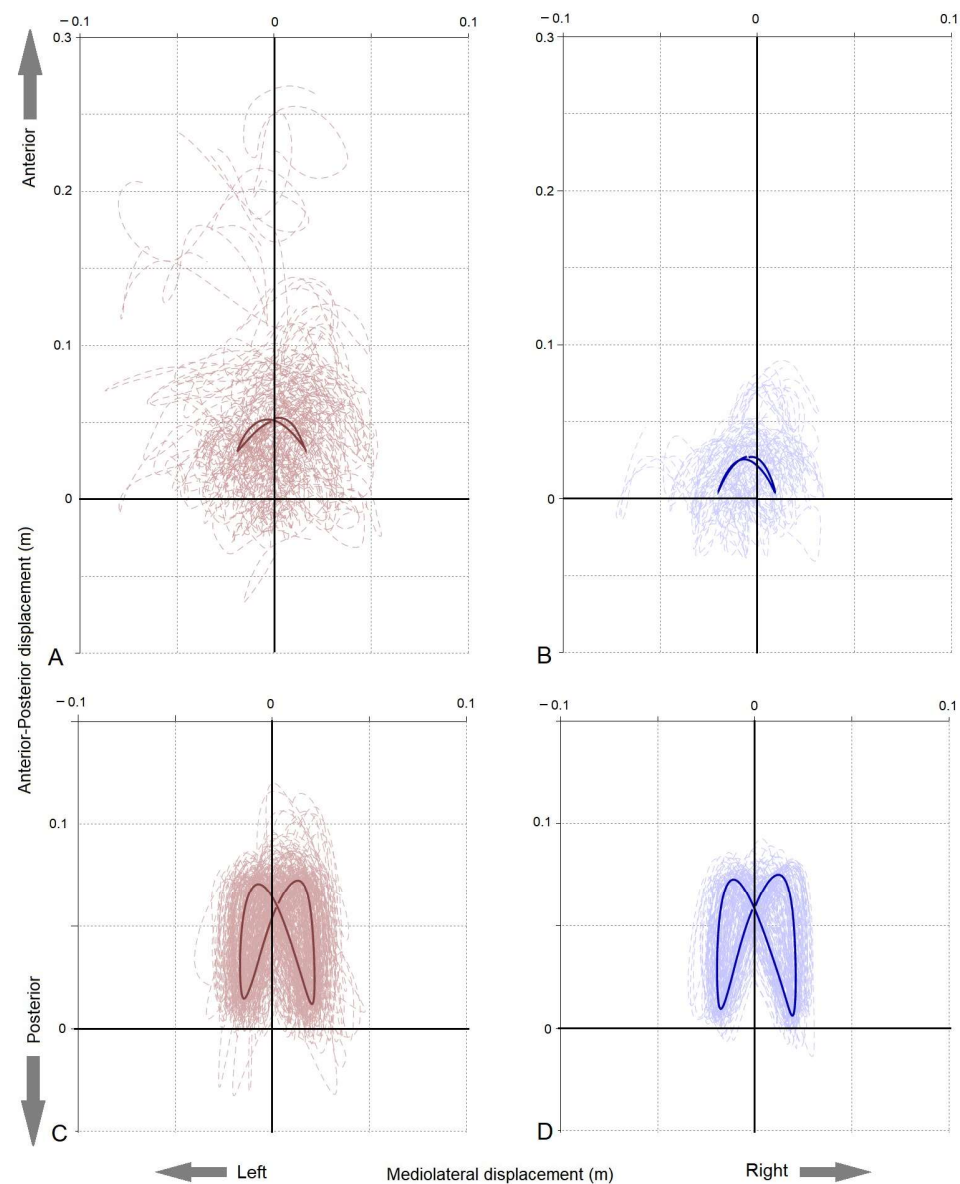 −0.1 0 0.1
−0.1 0 0.1
0.3
0.3
Anterior
0.2
0.2
0.1
0.1
0
0
A
B
Anterior-Posterior displacement (m)
−0.1 0 0.1
−0.1 0 0.1
0.1
0.1
Posterior
0
0
C
D
Left
Mediolateral displacement (m)
Right